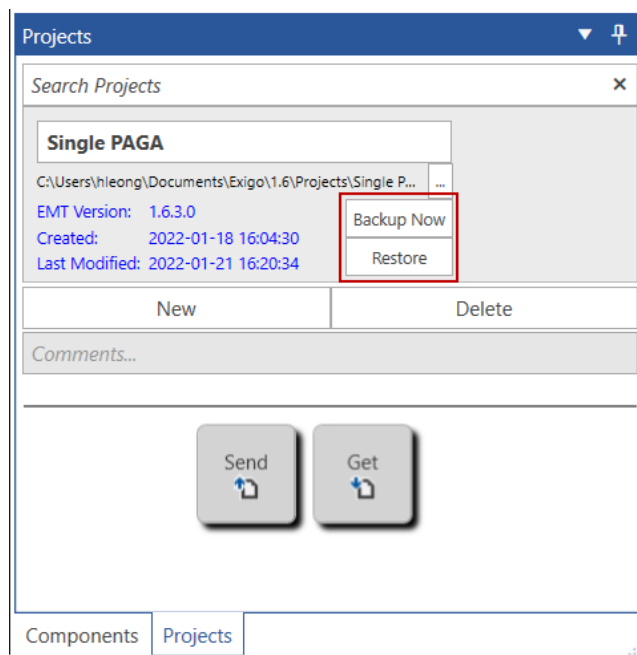 Projects
Search Projects
Single PAGA
C:\Users\hleong\Documents\Exigo\1.6\Projects\Single P... ...
EMT Version: 1.6.3.0
Backup Now
Created: 2022-01-18 16:04:30
Last Modified: 2022-01-21 16:20:34
Restore
New Delete
Comments...
Send Get
Components Projects